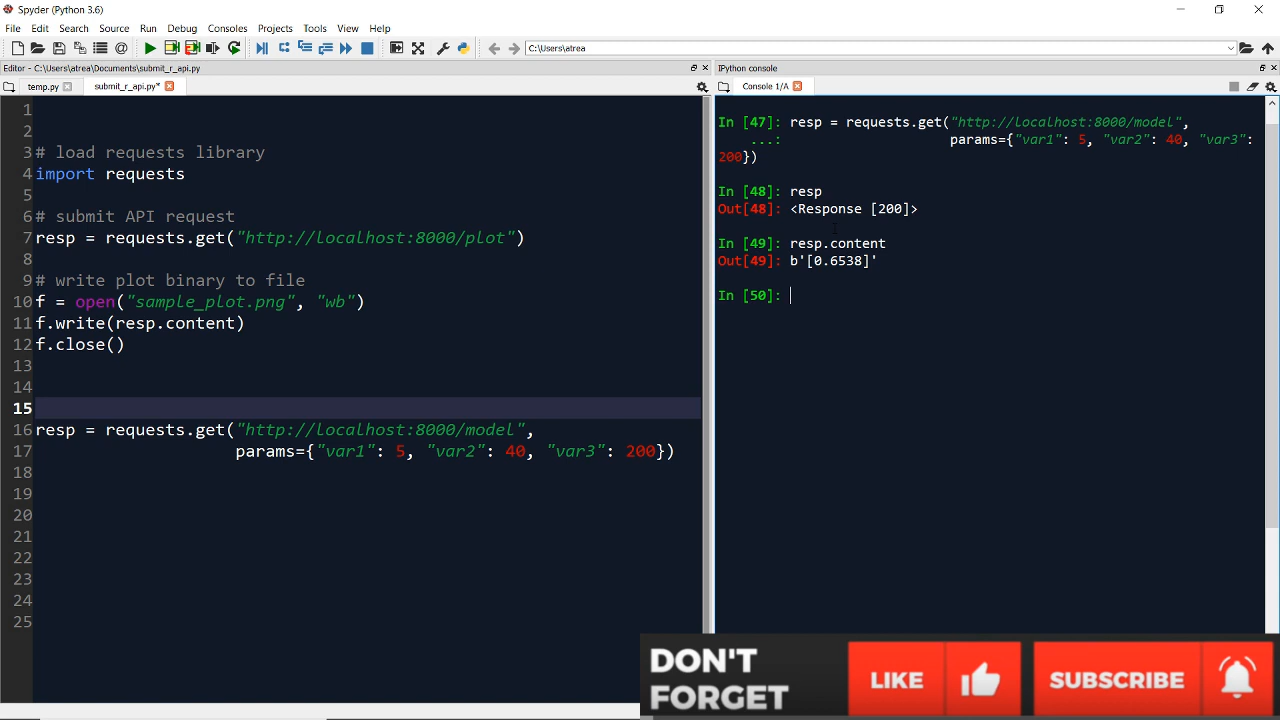 Spyder (Python 3.6)
File Edit Search Source Run Debug Consoles Projects Tools View Help
C:\Users\atrea
Editor - C:\Users\atrea\Documents\submit_r_api.py
temp.py
submit_r_api.py*
1
2
3 # load requests library
4 import requests
5
6 # submit API request
7 resp = requests.get("http://localhost:8000/plot")
8
9 # write plot binary to file
10 f = open("sample_plot.png", "wb")
11 f.write(resp.content)
12 f.close()
13
14
15
16 resp = requests.get("http://localhost:8000/model",
17 params={"var1": 5, "var2": 40, "var3": 200})
18
19
20
21
22
23
24
25
IPython console
Console 1/A
In [47]: resp = requests.get("http://localhost:8000/model",
...: params={"var1": 5, "var2": 40, "var3":
200})
In [48]: resp
Out[48]: <Response [200]>
In [49]: resp.content
Out[49]: b'[0.6538]'
In [50]:
DON'T
FORGET
LIKE
SUBSCRIBE